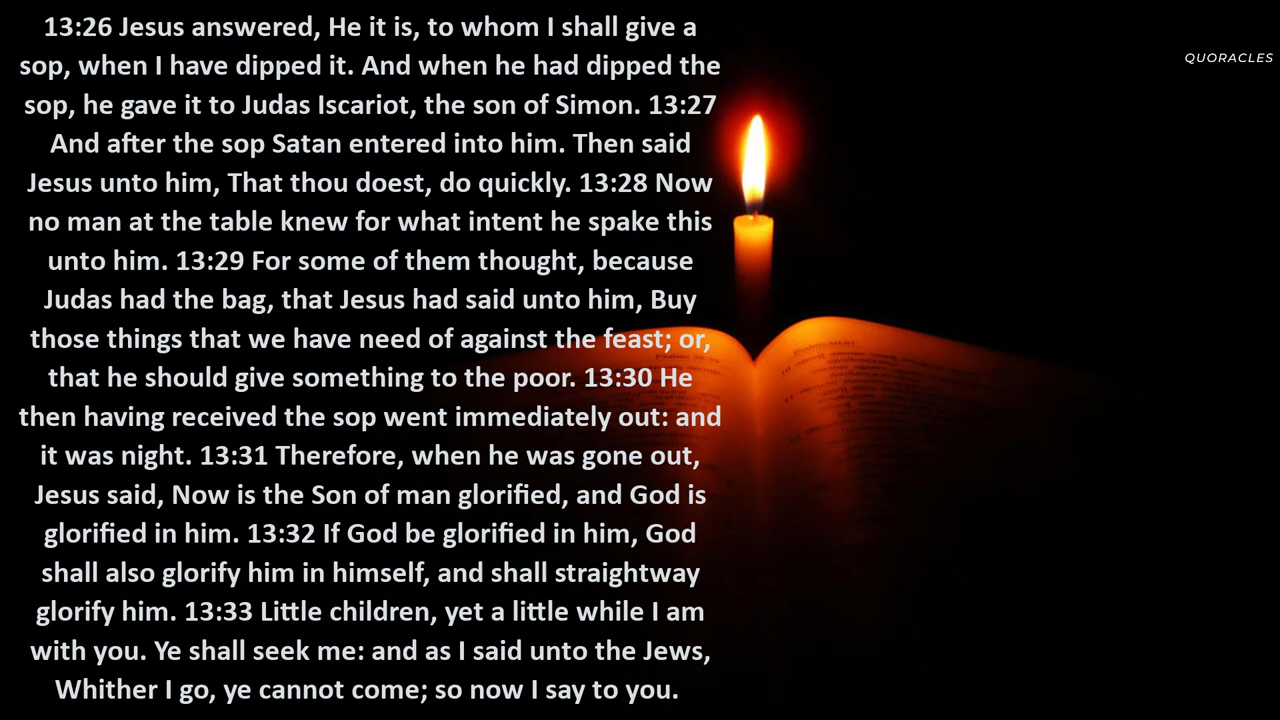 13:26 Jesus answered, He it is, to whom I shall give a
sop, when I have dipped it. And when he had dipped the
sop, he gave it to Judas Iscariot, the son of Simon. 13:27
And after the sop Satan entered into him. Then said
Jesus unto him, That thou doest, do quickly. 13:28 Now
no man at the table knew for what intent he spake this
unto him. 13:29 For some of them thought, because
Judas had the bag, that Jesus had said unto him, Buy
those things that we have need of against the feast; or,
that he should give something to the poor. 13:30 He
then having received the sop went immediately out: and
it was night. 13:31 Therefore, when he was gone out,
Jesus said, Now is the Son of man glorified, and God is
glorified in him. 13:32 If God be glorified in him, God
shall also glorify him in himself, and shall straightway
glorify him. 13:33 Little children, yet a little while I am
with you. Ye shall seek me: and as I said unto the Jews,
Whither I go, ye cannot come; so now I say to you.
QUORACLES